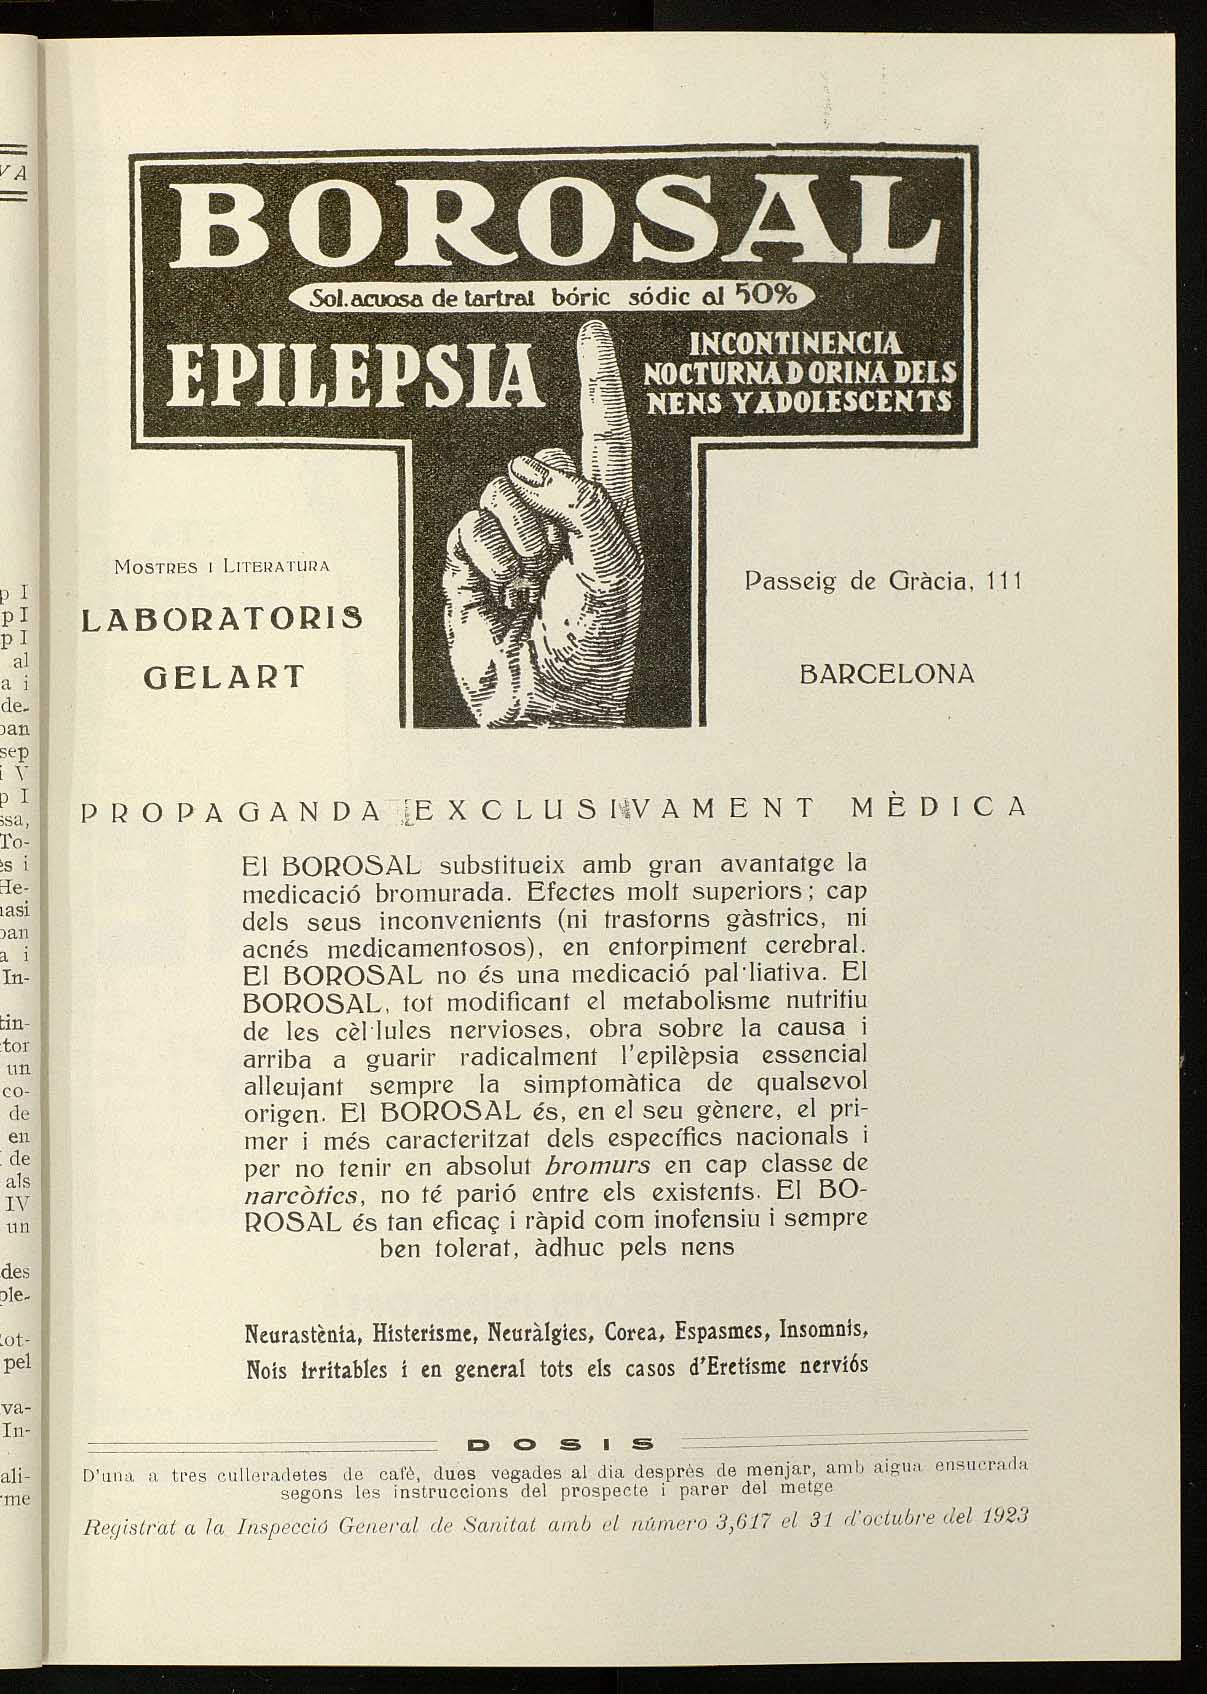 VA
BOROSAL
Sol. acuosa de tartrat bóric sódic al 50%
EPILEPSIA
INCONTINENCIA
NOCTURNA D ORINA DELS
NENS Y ADOLESCENTS
MOSTRES I LITERATURA
LABORATORIS
GELART
Passeig de Gràcia, 111
BARCELONA
PROPAGANDA EXCLUSIVAMENT MÈDICA
El BOROSAL substitueix amb gran avantatge la
medicació bromurada. Efectes molt superiors; cap
dels seus inconvenients (ni trastorns gàstrics, ni
acnés medicamentosos), en entorpiment cerebral.
El BOROSAL no és una medicació pal·liativa. El
BOROSAL, tot modificant el metabolisme nutritiu
de les cèl·lules nervioses, obra sobre la causa i
arriba a guarir radicalment l'epilèpsia essencial
alleujant sempre la simptomàtica de qualsevol
origen. El BOROSAL és, en el seu gènere, el pri-
mer i més caracteritzat dels específics nacionals i
per no tenir en absolut bromurs en cap classe de
narcòtics, no té parió entre els existents. El BO-
ROSAL és tan eficaç i ràpid com inofensiu i sempre
ben tolerat, àdhuc pels nens
Neurastènia, Histerisme, Neuràlgies, Corea, Espasmes, Insomnis,
Nois irritables i en general tots els casos d'Eretisme nerviós
DOSIS
D'una a tres culleradetes de cafè, dues vegades al dia desprès de menjar, amb aigua ensucrada
segons les instruccions del prospecte i parer del metge
Registrat a la Inspecció General de Sanitat amb el número 3,617 el 31 d'octubre del 1923